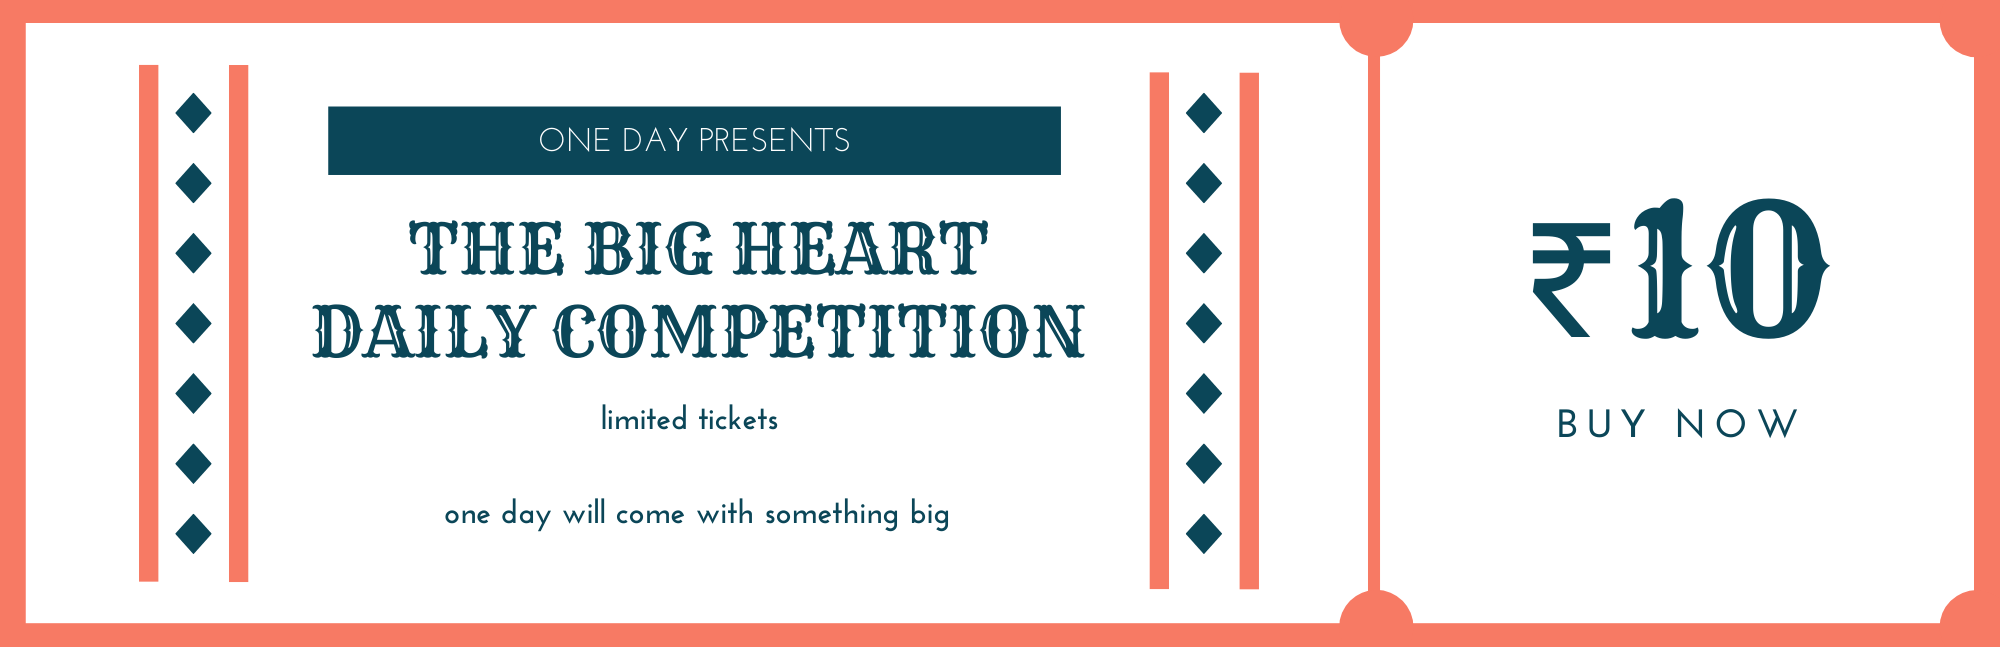 ONE DAY PRESENTS
THE BIG HEART
DAILY COMPETITION
limited tickets
one day will come with something big
₹10
BUY NOW